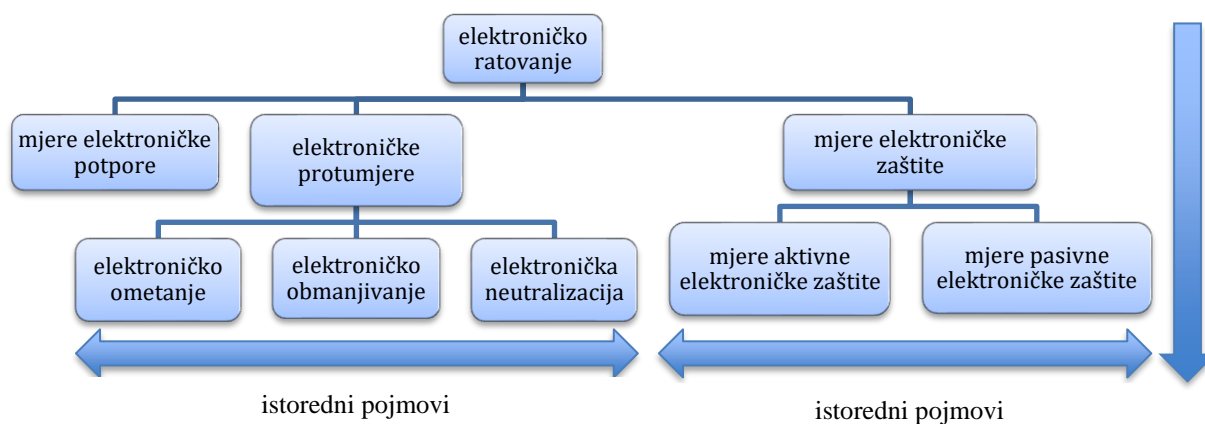 elektroničko
ratovanje
mjere elektroničke
potpore
elektroničke
protumjere
mjere elektroničke
zaštite
elektroničko
ometanje
elektroničko
obmanjivanje
elektronička
neutralizacija
mjere aktivne
elektroničke zaštite
mjere pasivne
elektroničke zaštite
istoredni pojmovi
istoredni pojmovi